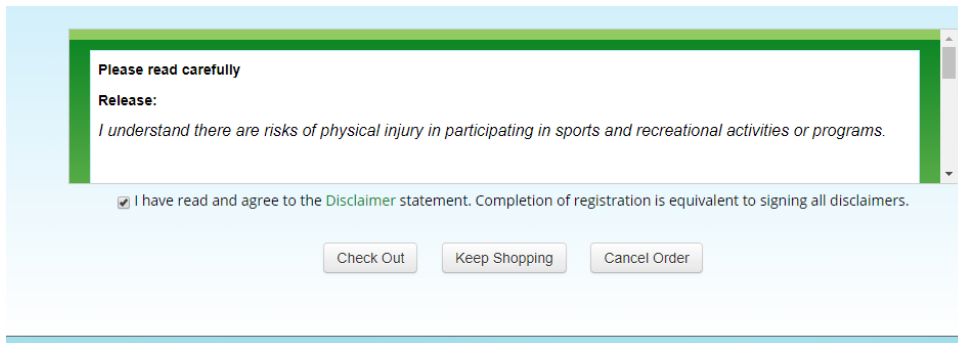 Please read carefully
Release:
I understand there are risks of physical injury in participating in sports and recreational activities or programs.
I have read and agree to the Disclaimer statement. Completion of registration is equivalent to signing all disclaimers.
Check Out Keep Shopping Cancel Order